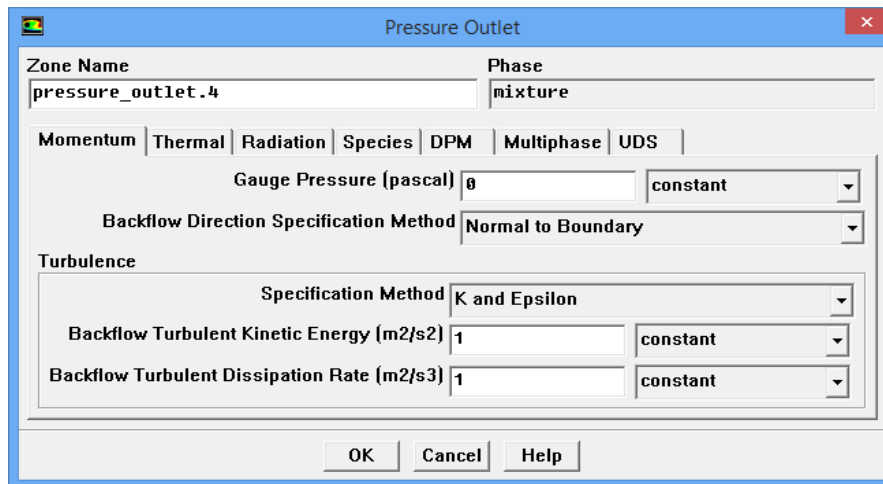 Pressure Outlet
Zone Name Phase
pressure_outlet.4 mixture
Momentum Thermal Radiation Species DPM Multiphase UDS
Gauge Pressure (pascal) 0 constant
Backflow Direction Specification Method Normal to Boundary
Turbulence
Specification Method K and Epsilon
Backflow Turbulent Kinetic Energy (m2/s2) 1 constant
Backflow Turbulent Dissipation Rate (m2/s3) 1 constant
OK Cancel Help